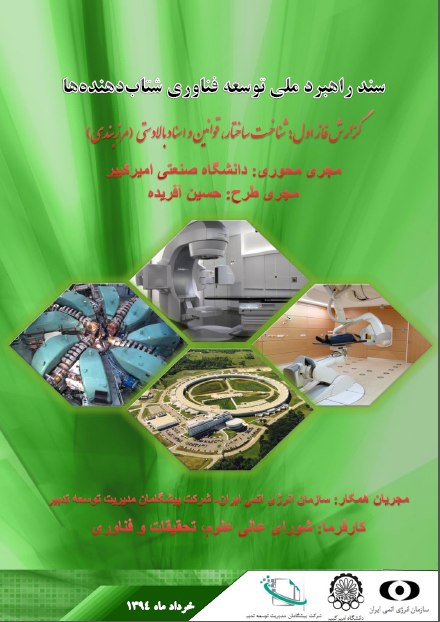 سند راهبرد ملی توسعه فناوری شتاب‌دهنده‌ها
گزارش فاز اول: شناخت ساختار، قوانین و اسناد بالادستی (مرزبندی)
مجری محوری: دانشگاه صنعتی امیرکبیر
مجری طرح: حسین آفریده
مجریان همکار: سازمان انرژی اتمی ایران- شرکت پیشگامان مدیریت توسعه تدبیر
کارفرما: شورای عالی علوم، تحقیقات و فناوری
خرداد ماه ۱۳۹٤
شرکت پیشگامان مدیریت توسعه تدبیر
دانشگاه امیرکبیر
سازمان انرژی اتمی ایران